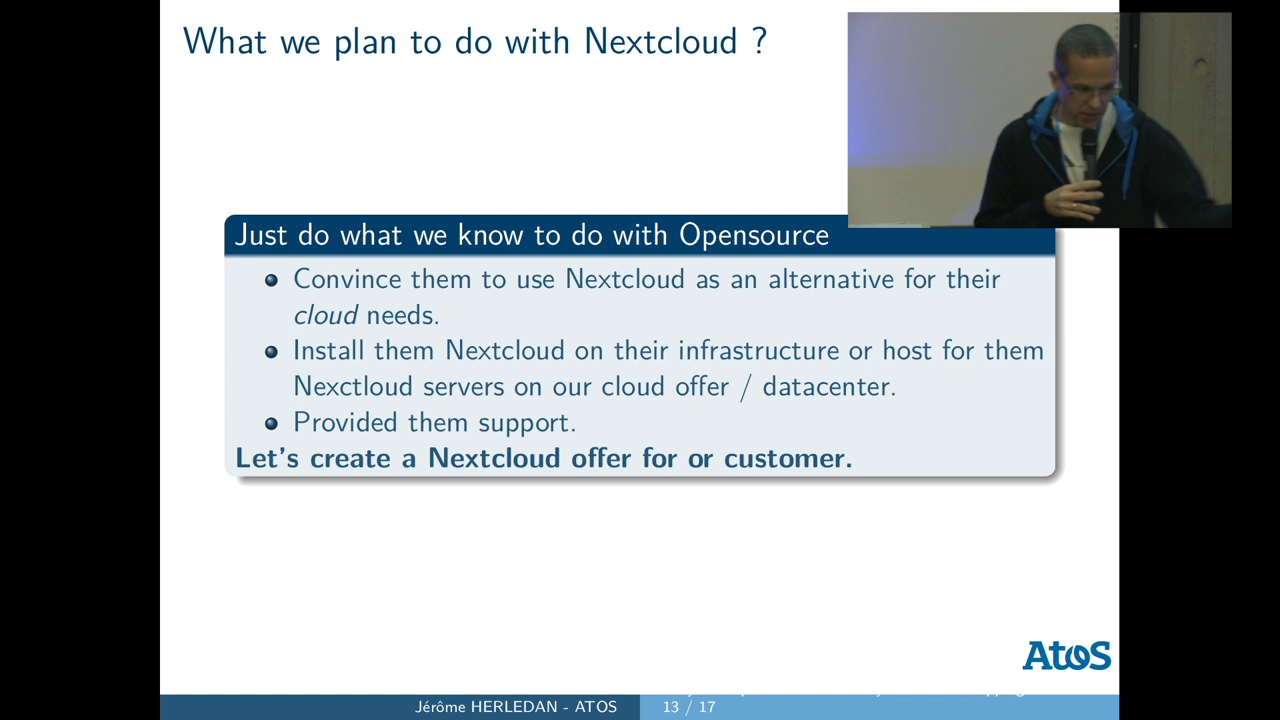 What we plan to do with Nextcloud ?
Just do what we know to do with Opensource
Convince them to use Nextcloud as an alternative for their
cloud needs.
Install them Nextcloud on their infrastructure or host for them
Nexctloud servers on our cloud offer / datacenter.
Provided them support.
Let's create a Nextcloud offer for or customer.
Atos
Jérôme HERLEDAN - ATOS
13 / 17